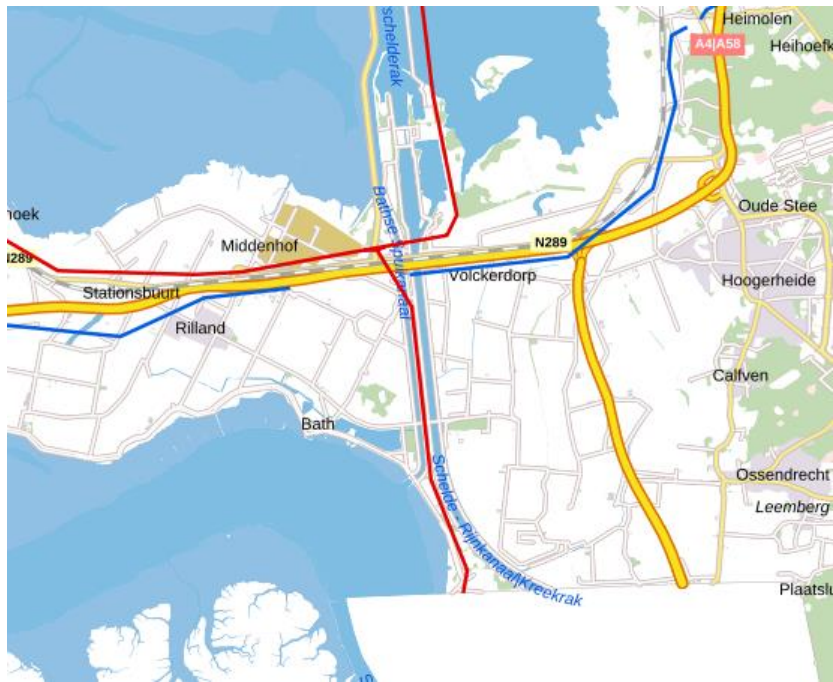 Heimolen
A4|A58
Heihoefk
schelderak
Bathse Spuikanaal
Oude Stee
hoek
Middenhof
N289
N289
Volckerdorp
Hoogerheide
Stationsbuurt
Rilland
Calfven
Bath
Ossendrecht
Leemberg
Schelde - Rijnkanaal\Kreekrak
Plaatslu
S